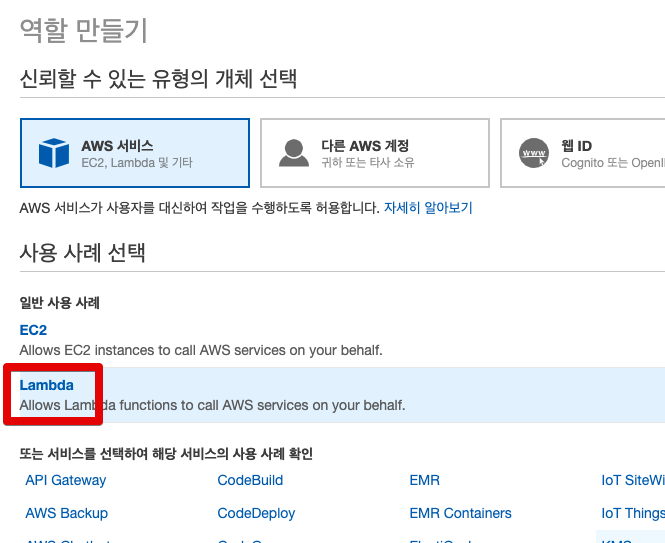 역할 만들기
신뢰할 수 있는 유형의 개체 선택
AWS 서비스
EC2, Lambda 및 기타
다른 AWS 계정
귀하 또는 타사 소유
www
웹 ID
Cognito 또는
AWS 서비스가 사용자를 대신하여 작업을 수행하도록 허용합니다. 자세히 알아보기
사용 사례 선택
일반 사용 사례
EC2
Allows EC2 instances to call AWS services on your behalf.
Lambda
Allows Lambda functions to call AWS services on your behalf.
또는 서비스를 선택하여 해당 서비스의 사용 사례 확인
API Gateway CodeBuild EMR IoT
AWS Backup CodeDeploy EMR Containers IoT Things